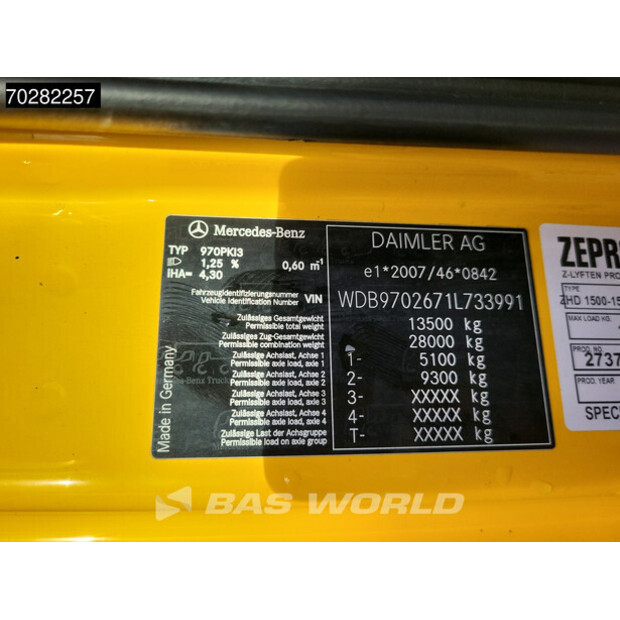 70282257
Mercedes-Benz
TYP 970PKI3
1,25 % 0,60 m⁻¹
iHA= 4,30
Fahrzeugidentifizierungsnummer
Vehicle Identification Number VIN
Zulässiges Gesamtgewicht
Permissible total weight
Zulässiges Zug-Gesamtgewicht
Permissible combination weight
Zulässige Achslast, Achse 1
Permissible axle load, axle 1
Zulässige Achslast, Achse 2
Permissible axle load, axle 2
Zulässige Achslast, Achse 3
Permissible axle load, axle 3
Zulässige Achslast, Achse 4
Permissible axle load, axle 4
Zulässige Last der Achsgruppe
Permissible load on axle group
Made in Germany
DAIMLER AG
e1*2007/46*0842
WDB9702671L733991
13500 kg
28000 kg
1- 5100 kg
2- 9300 kg
3- XXXXX kg
4- XXXXX kg
T- XXXXX kg
ZEPR
Z-LYFTEN PRO
TYPE
ZHD 1500-15
MAX LOAD KG
PROD. NO
2737
PROD. YEAR
SPEC
BAS WORLD